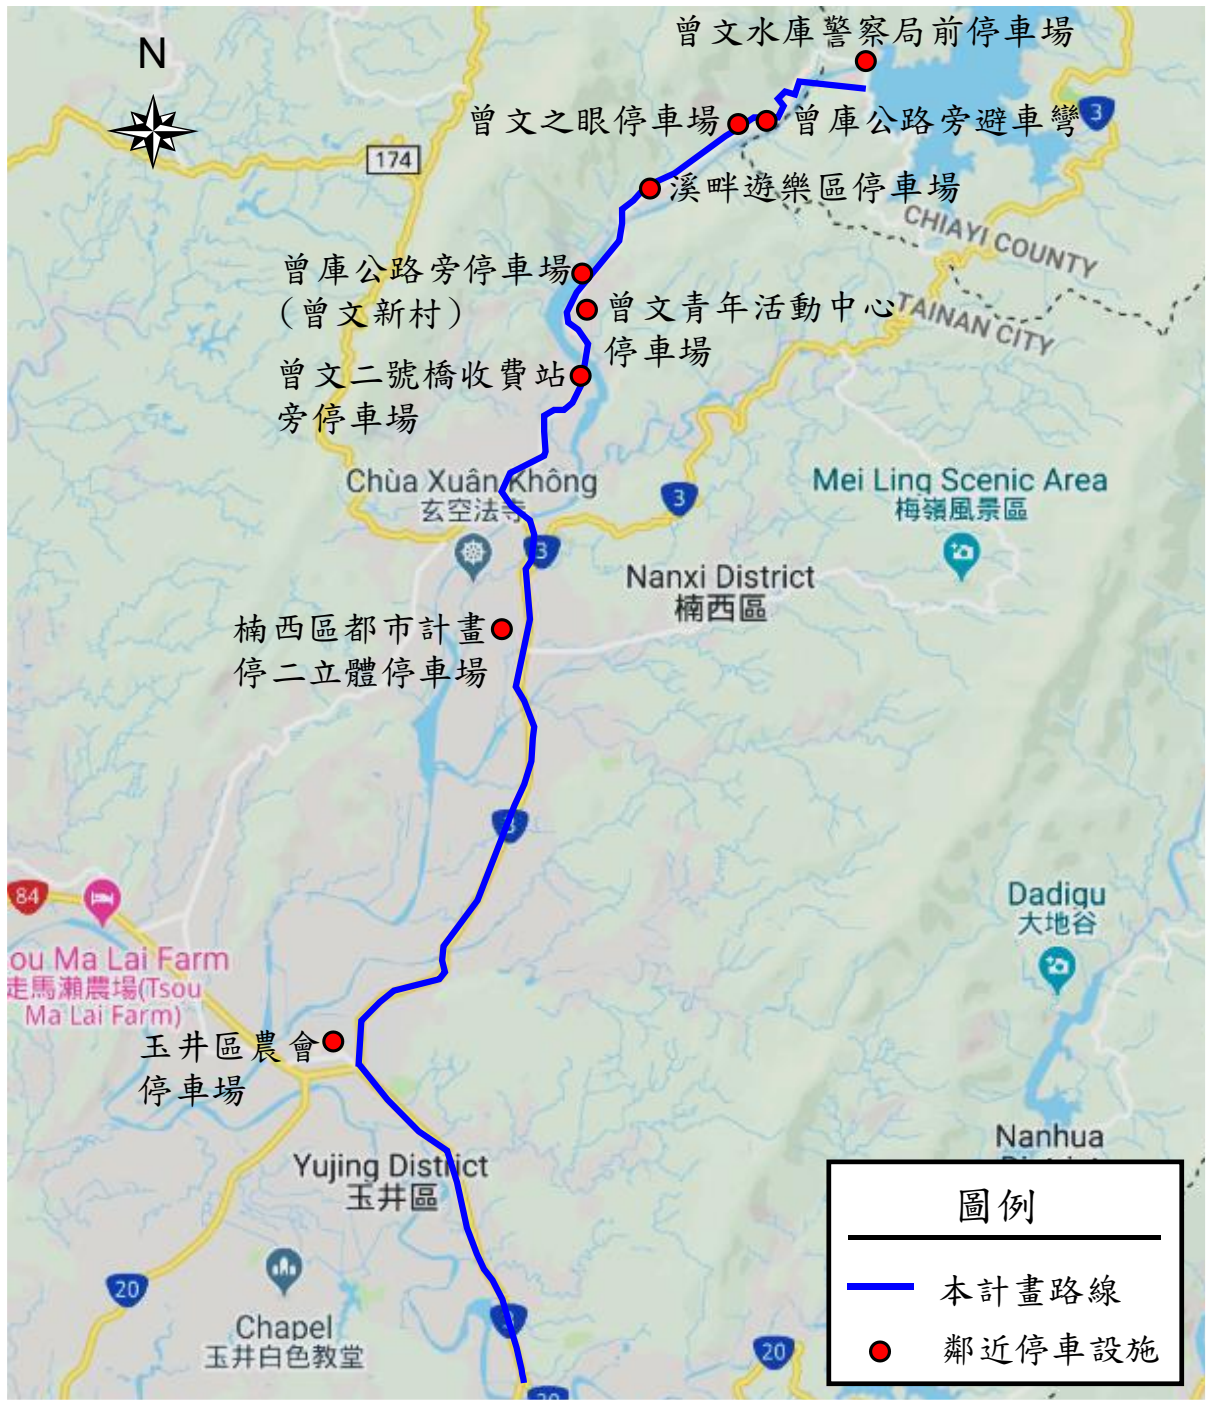 曾文水庫警察局前停車場
N
3
曾文之眼停車場
曾庫公路旁避車彎
174
溪畔遊樂區停車場
CHIAYI COUNTY
曾庫公路旁停車場
(曾文新村)
TAINAN CITY
曾文青年活動中心
停車場
曾文二號橋收費站
旁停車場
Chùa Xuân Không
玄空法寺
3
Mei Ling Scenic Area
梅嶺風景區
3
Nanxi District
楠西區
楠西區都市計畫
停二立體停車場
3
84
Dadigu
大地谷
ou Ma Lai Farm
走馬瀨農場(Tsou
Ma Lai Farm)
玉井區農會
停車場
Nanhua
Yujing District
玉井區
圖例
本計畫路線
鄰近停車設施
20
Chapel
玉井白色教堂
3
20
20